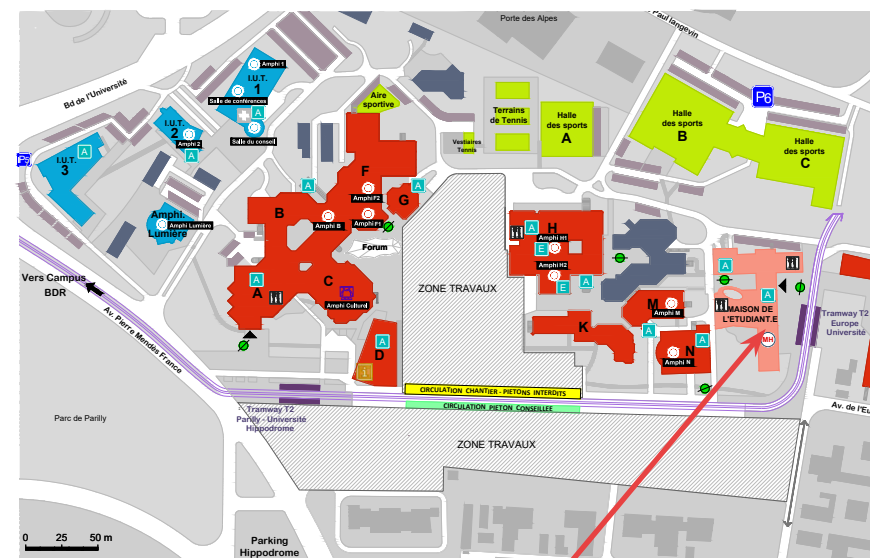 Porte des Alpes
Paul langevin
Bd de l'Université
Amphi 1
I.U.T.
1
Salle de conférences
A
Salle du conseil
I.U.T.
2
Amphi 2
A
I.U.T.
3
A
Amphi.
Lumière
Amphi Lumière
Aire
sportive
Terrains
de Tennis
Vestiaires
Tennis
Halle
des sports
A
Halle
des sports
B
P6
Halle
des sports
C
F
Amphi F2
A
G
A
B
Amphi B
Amphi F1
Forum
A
A
C
Amphi Culturel
A
D
i
ZONE TRAVAUX
A
H
E
Amphi H1
Amphi H2
E
A
K
M
Amphi M
A
N
A
Amphi N
A
A
MAISON DE
L'ETUDIANT.E
MH
Tramway T2
Europe
Université
Vers Campus
BDR
Av. Pierre Mendes France
CIRCULATION CHANTIER - PIETONS INTERDITS
CIRCULATION PIETON CONSEILLEE
Tramway T2
Parilly - Université
Hippodrome
Parc de Parilly
ZONE TRAVAUX
Av. de l'Eu
Parking
Hippodrome
0 25 50 m